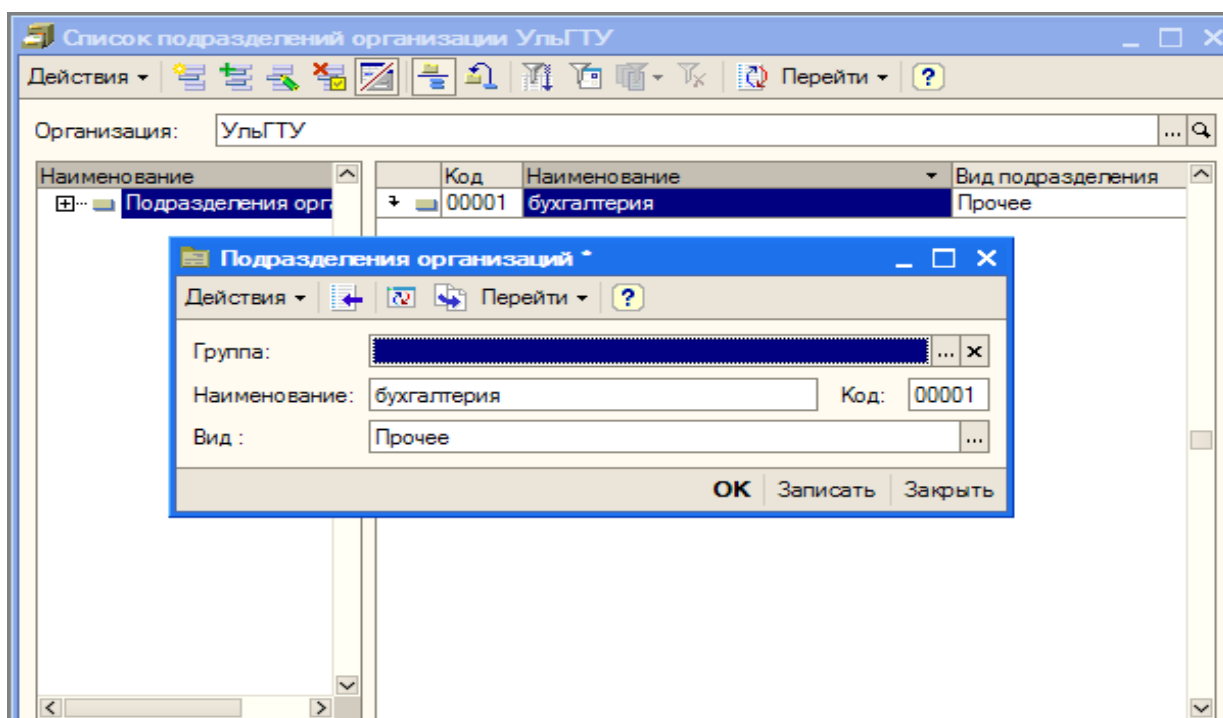 Список подразделений организации УльГТУ
Действия Перейти ?
Организация: УльГТУ ...
Наименование Код Наименование Вид подразделения
Подразделения орга 00001 бухгалтерия Прочее
Подразделения организаций *
Действия Перейти ?
Группа: ...
Наименование: бухгалтерия Код: 00001
Вид : Прочее ...
OK Записать Закрыть